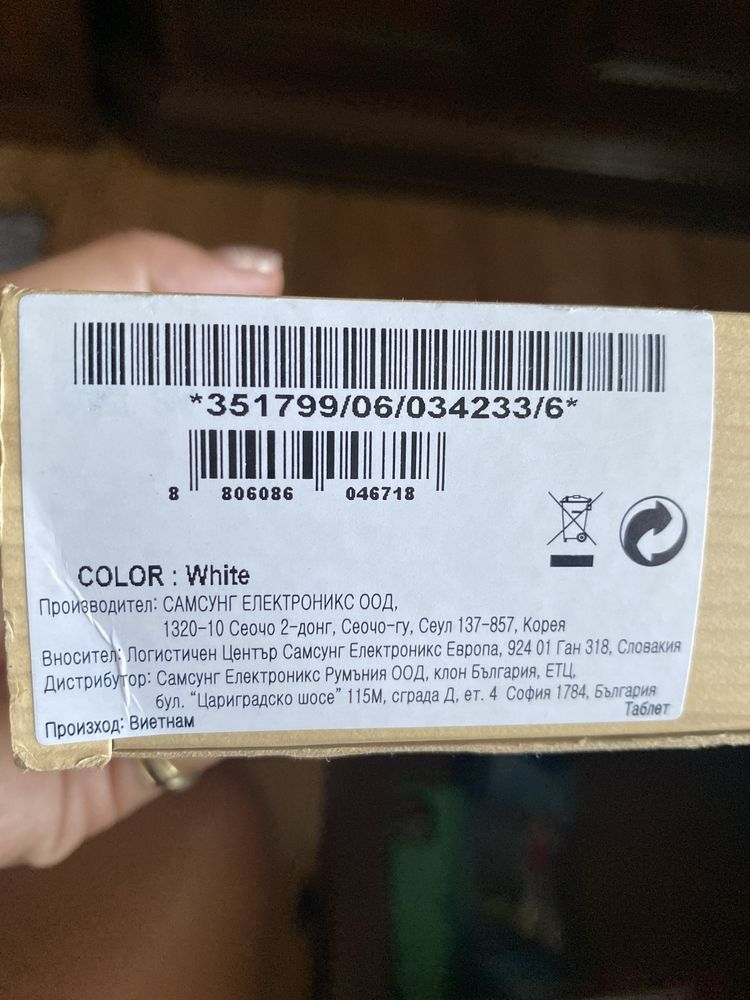 *351799/06/034233/6*
8 806086 046718
COLOR : White
Производител: САМСУНГ ЕЛЕКТРОНИКС ООД,
1320-10 Сеочо 2-донг, Сеочо-гу, Сеул 137-857, Корея
Вносител: Логистичен Център Самсунг Електроникс Европа, 924 01 Ган 318, Словакия
Дистрибутор: Самсунг Електроникс Румъния ООД, клон България, ЕТЦ,
бул. “Цариградско шосе” 115М, сграда Д, ет. 4 София 1784, България
Таблет
Произход: Виетнам